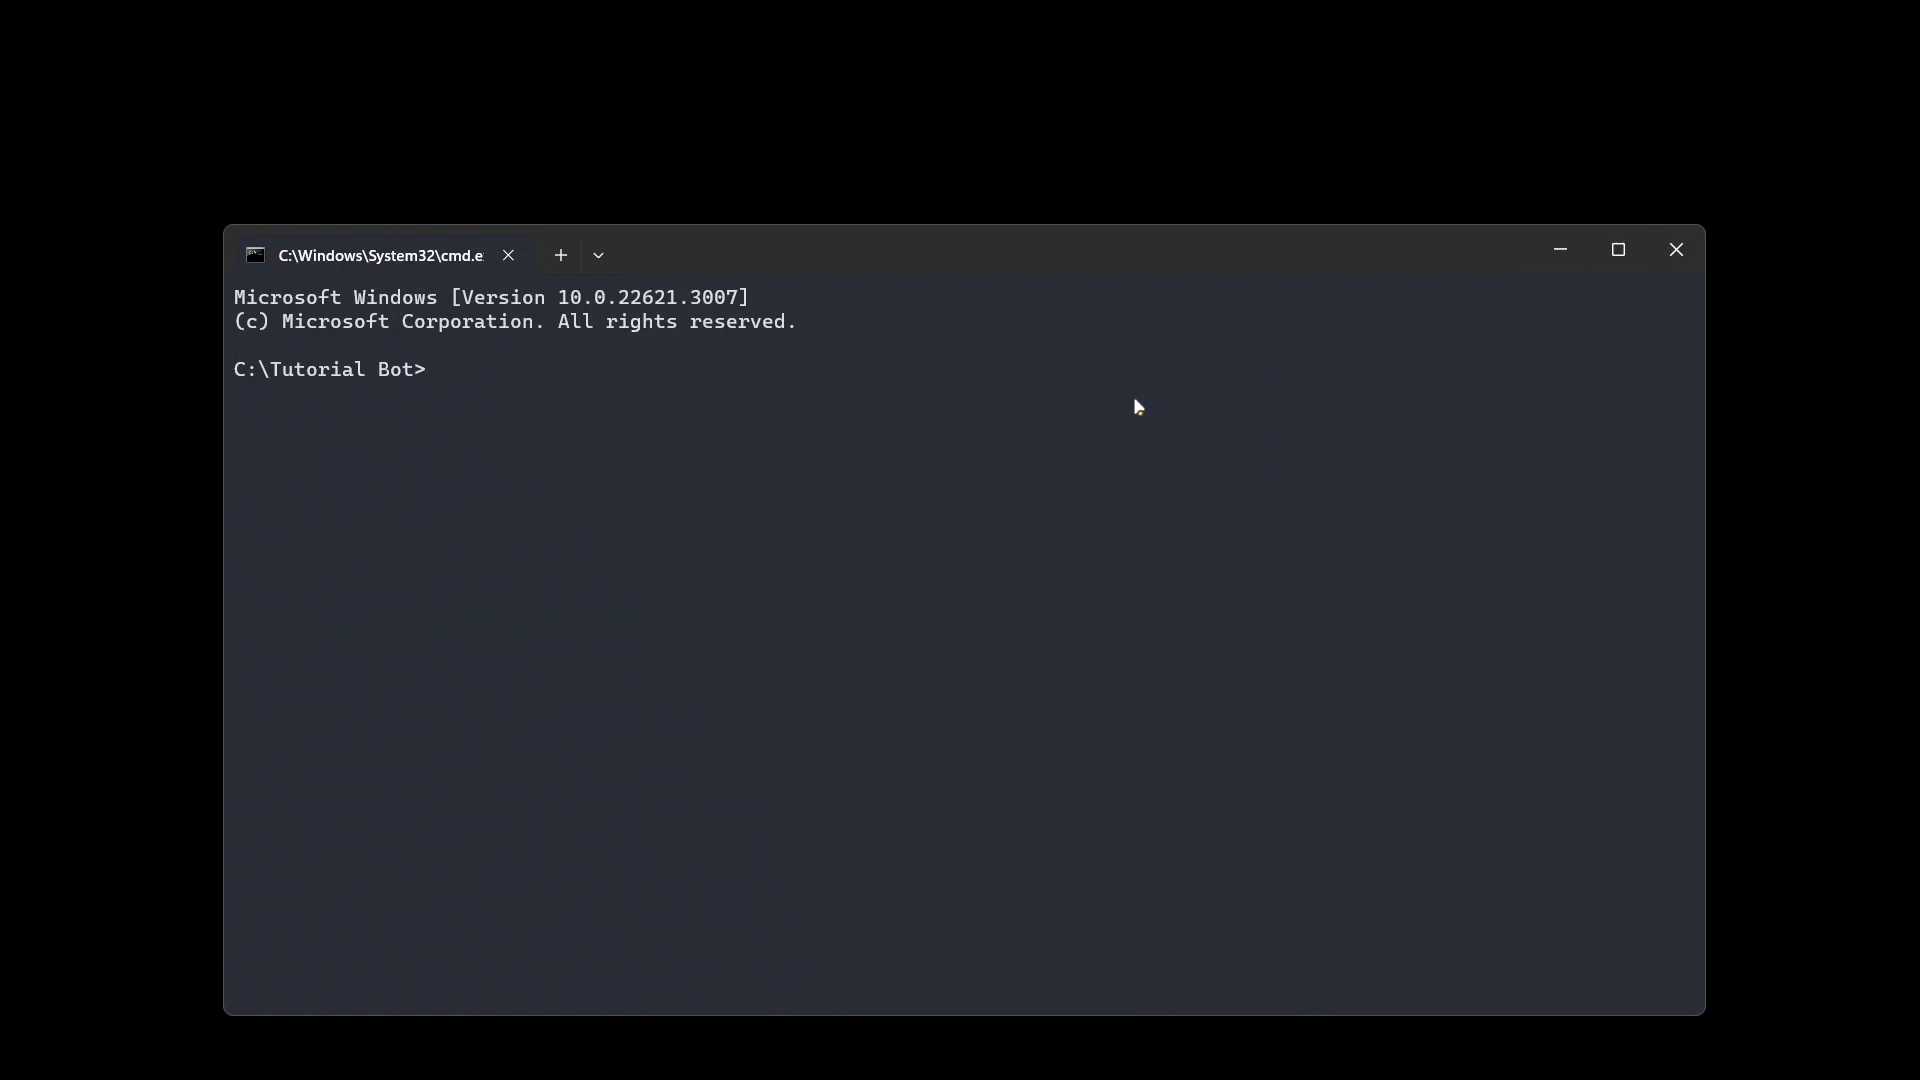 C:\Windows\System32\cmd.e
Microsoft Windows [Version 10.0.22621.3007]
(c) Microsoft Corporation. All rights reserved.
C:\Tutorial Bot>